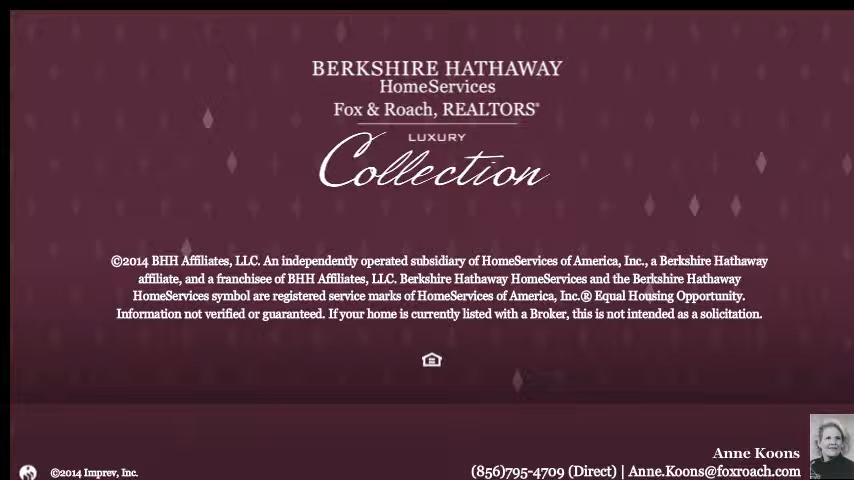 BERKSHIRE HATHAWAY
HomeServices
Fox & Roach, REALTORS®
LUXURY
Collection
©2014 BHH Affiliates, LLC. An independently operated subsidiary of HomeServices of America, Inc., a Berkshire Hathaway
affiliate, and a franchisee of BHH Affiliates, LLC. Berkshire Hathaway HomeServices and the Berkshire Hathaway
HomeServices symbol are registered service marks of HomeServices of America, Inc.® Equal Housing Opportunity.
Information not verified or guaranteed. If your home is currently listed with a Broker, this is not intended as a solicitation.
Anne Koons
(856)795-4709 (Direct) | Anne.Koons@foxroach.com
©2014 Imprev, Inc.